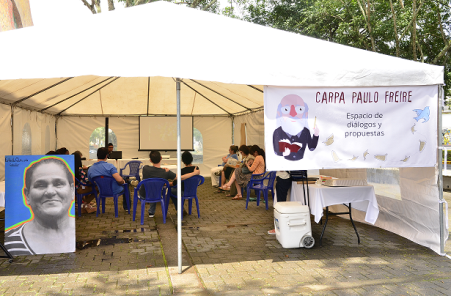 CARPA PAULO FREIRE
Espacio de
diálogos y
propuestas